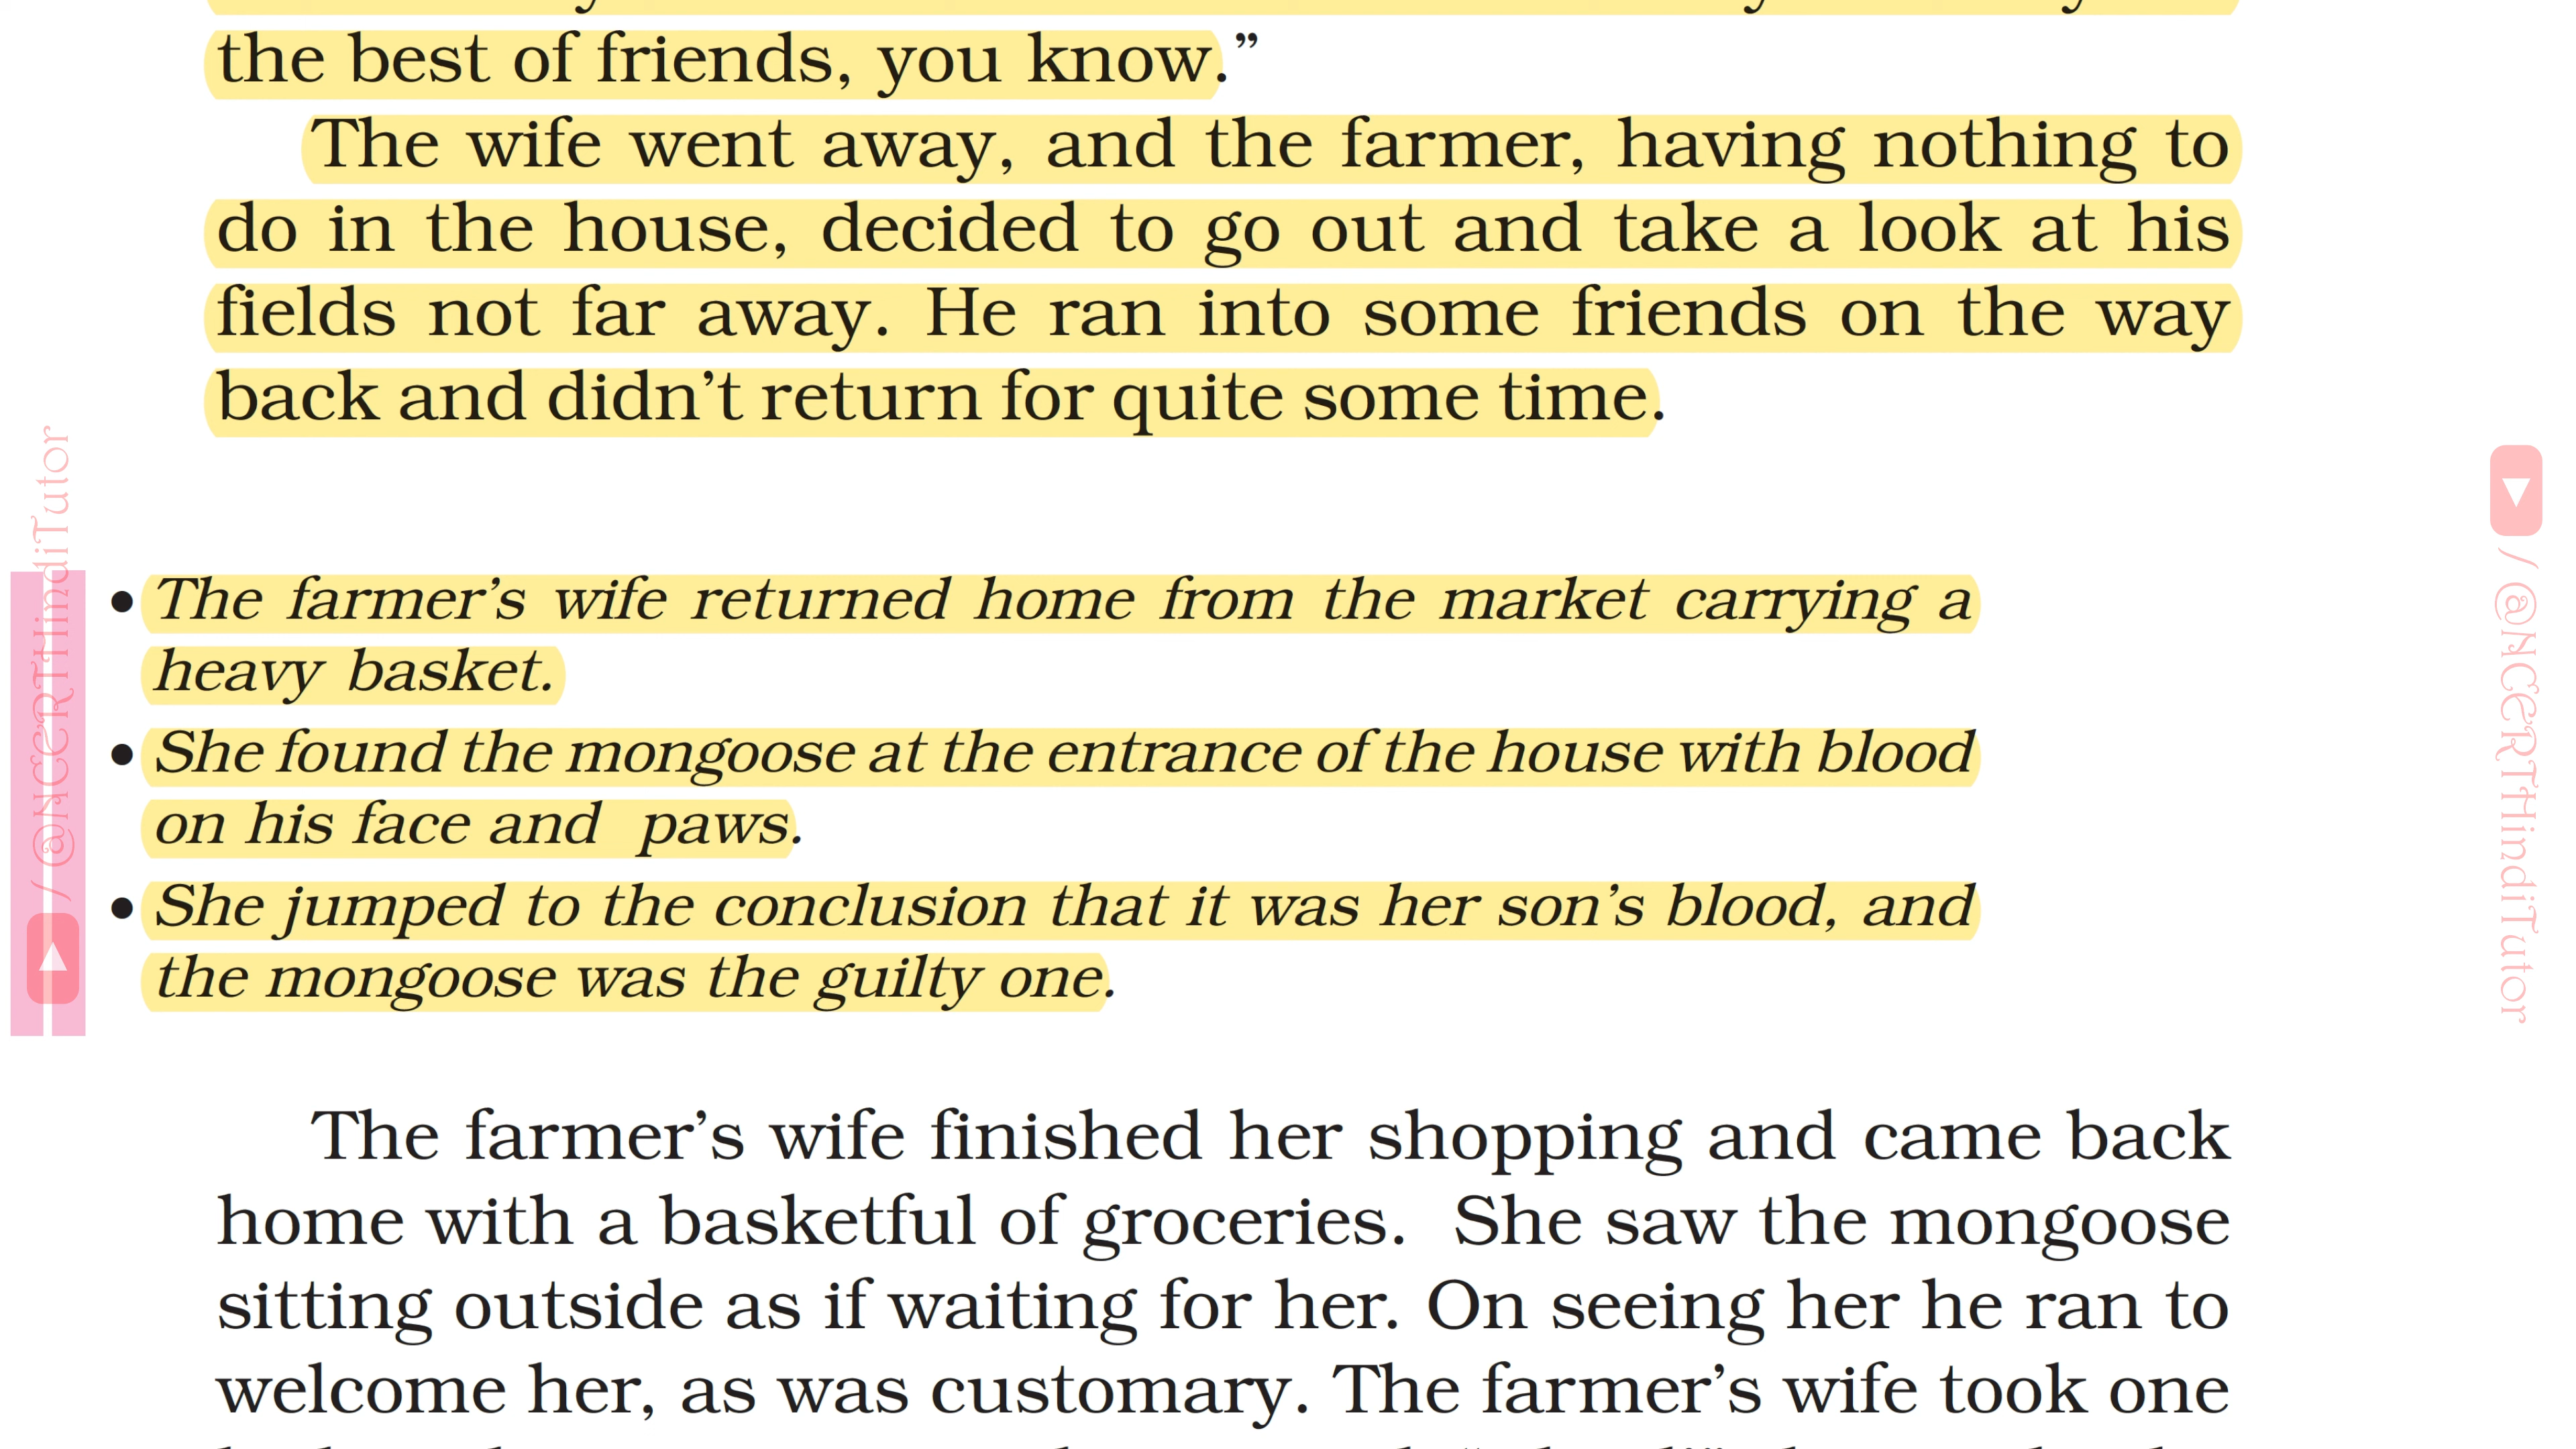 the best of friends, you know.”
The wife went away, and the farmer, having nothing to
do in the house, decided to go out and take a look at his
fields not far away. He ran into some friends on the way
back and didn’t return for quite some time.
• The farmer’s wife returned home from the market carrying a
heavy basket.
• She found the mongoose at the entrance of the house with blood
on his face and paws.
• She jumped to the conclusion that it was her son’s blood, and
the mongoose was the guilty one.
The farmer’s wife finished her shopping and came back
home with a basketful of groceries. She saw the mongoose
sitting outside as if waiting for her. On seeing her he ran to
welcome her, as was customary. The farmer’s wife took one
/ @NCERTHindiTutor
/ @NCERTHindiTutor